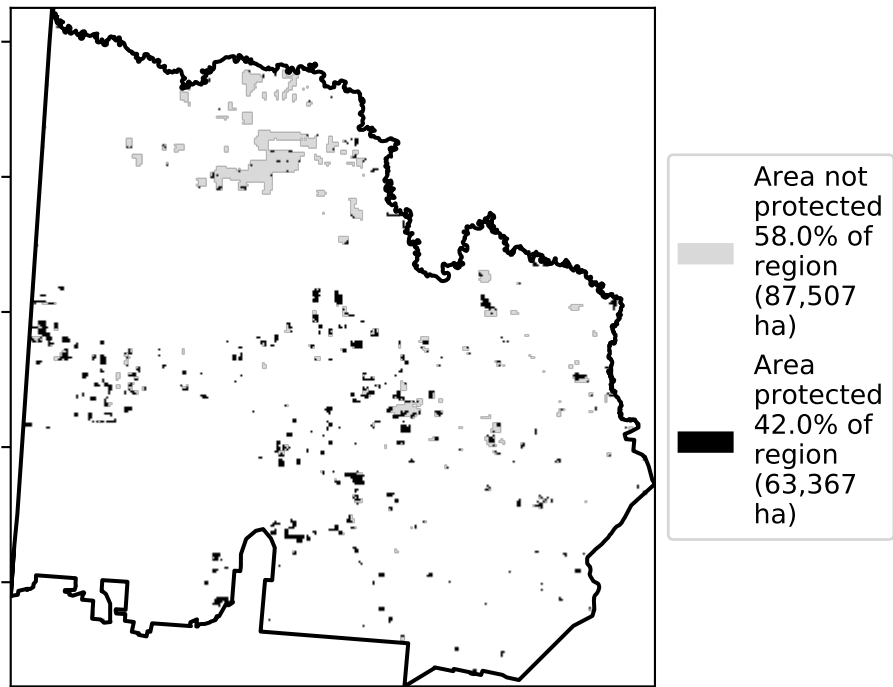 Area not
protected
58.0% of
region
(87,507
ha)
Area
protected
42.0% of
region
(63,367
ha)